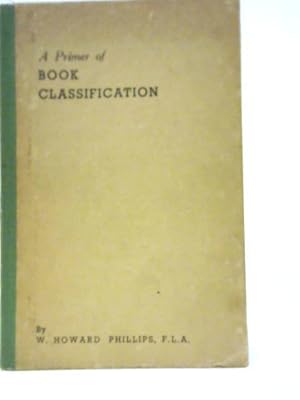 A Primer of
BOOK
CLASSIFICATION
By
W. HOWARD PHILLIPS, F.L.A.